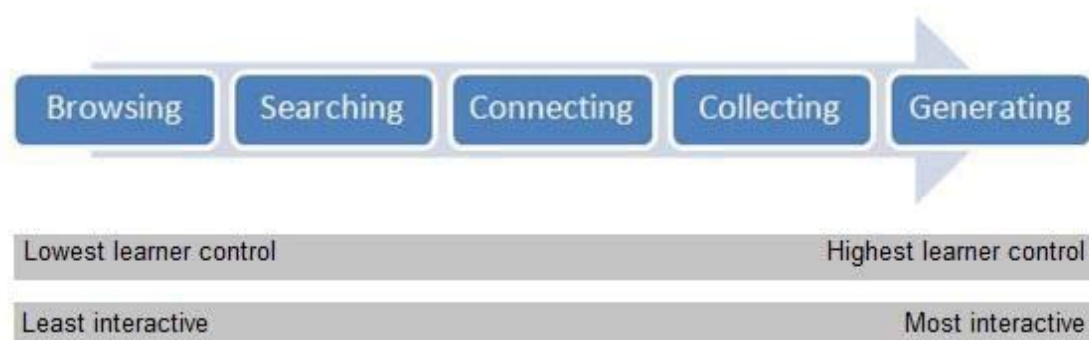 Browsing Searching Connecting Collecting Generating
Lowest learner control Highest learner control
Least interactive Most interactive